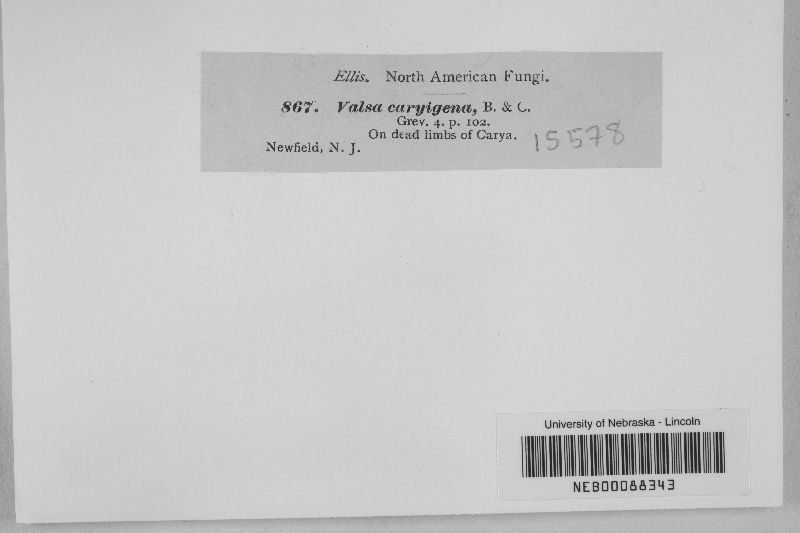 Ellis. North American Fungi.
867. Valsa caryigena, B. & C.
Grev. 4. p. 102.
On dead limbs of Carya.
Newfield, N. J.
15578
University of Nebraska - Lincoln
NEB00088343